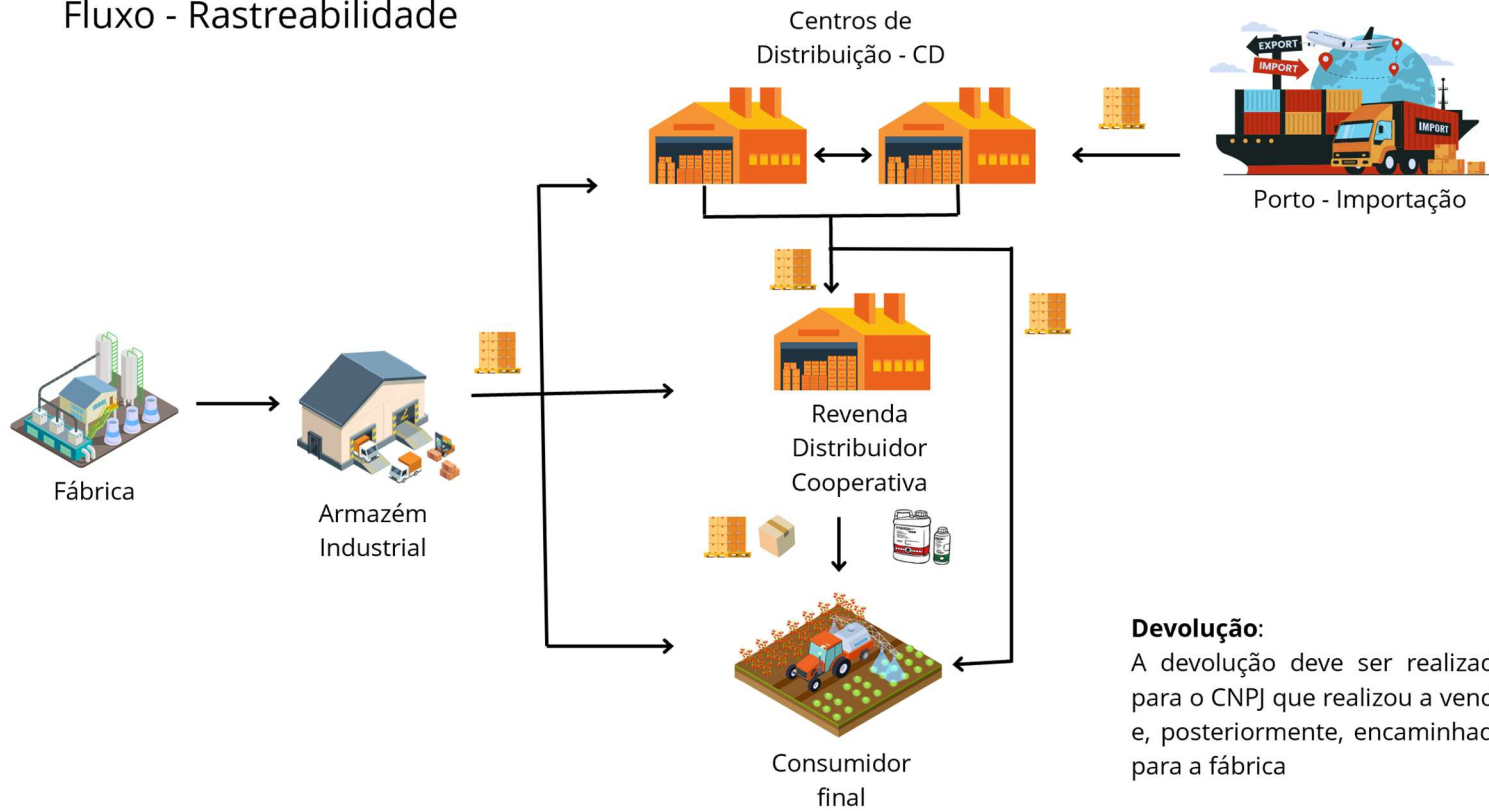 Fluxo - Rastreabilidade
Centros de
Distribuição - CD
EXPORT
IMPORT
IMPORT
Porto - Importação
Fábrica
Armazém
Industrial
Revenda
Distribuidor
Cooperativa
Consumidor
final
Devolução:
A devolução deve ser realizad
para o CNPJ que realizou a vend
e, posteriormente, encaminhad
para a fábrica